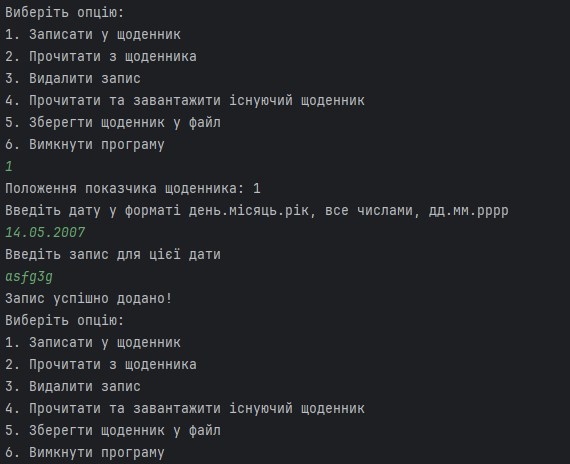 Виберіть опцію:
1. Записати у щоденник
2. Прочитати з щоденника
3. Видалити запис
4. Прочитати та завантажити існуючий щоденник
5. Зберегти щоденник у файл
6. Вимкнути програму
1
Положення показчика щоденника: 1
Введіть дату у форматі день.місяць.рік, все числами, дд.мм.рррр
14.05.2007
Введіть запис для цієї дати
asfg3g
Запис успішно додано!
Виберіть опцію:
1. Записати у щоденник
2. Прочитати з щоденника
3. Видалити запис
4. Прочитати та завантажити існуючий щоденник
5. Зберегти щоденник у файл
6. Вимкнути програму